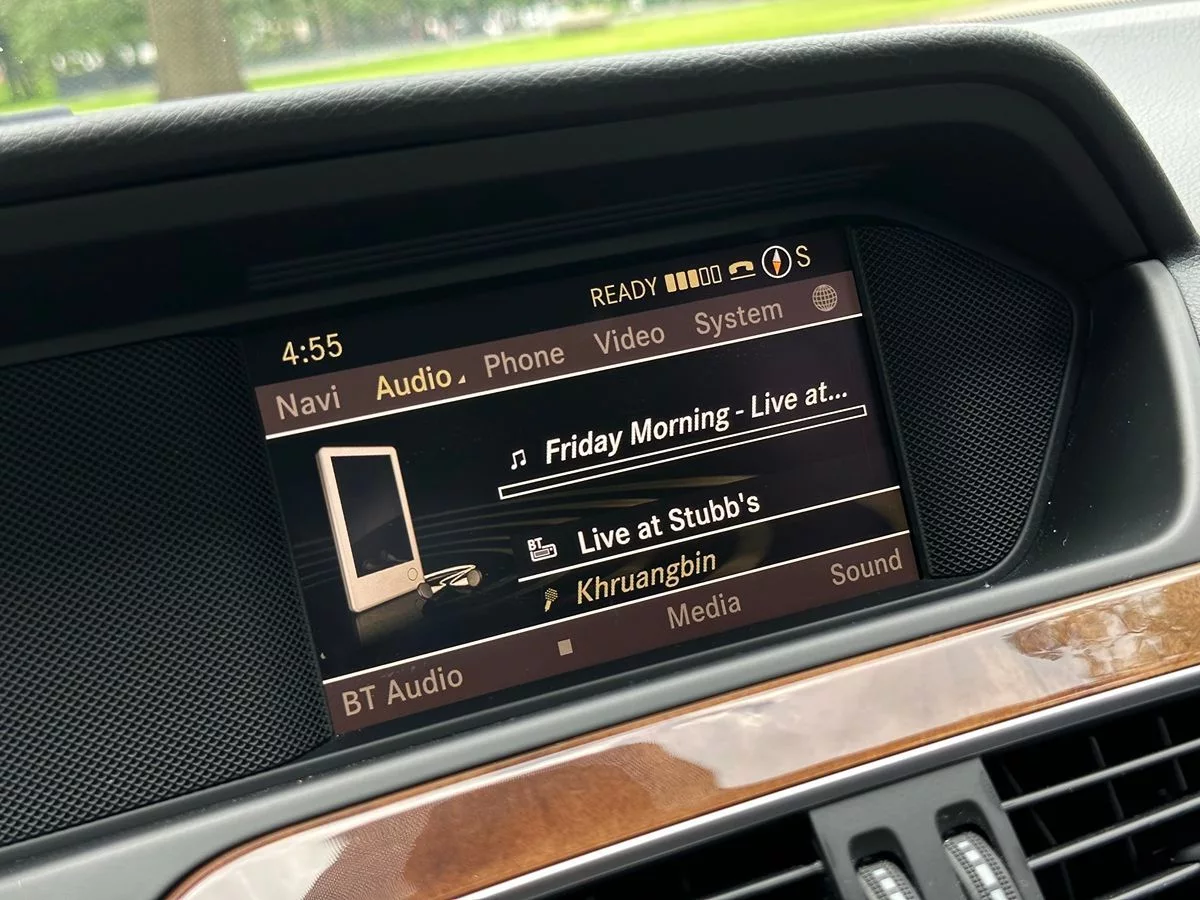 READY S
4:55
Navi Audio Phone Video System
Friday Morning - Live at...
BT Live at Stubb's
Khruangbin
BT Audio Media Sound